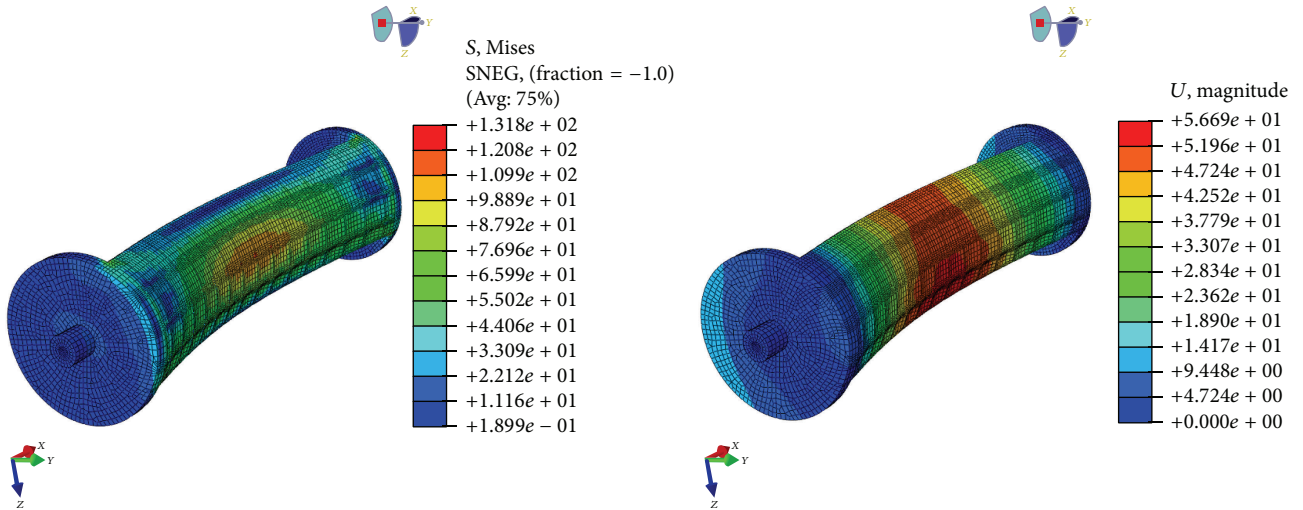 X
Y
Z
S, Mises
SNEG, (fraction = −1.0)
(Avg: 75%)
+1.318e + 02
+1.208e + 02
+1.099e + 02
+9.889e + 01
+8.792e + 01
+7.696e + 01
+6.599e + 01
+5.502e + 01
+4.406e + 01
+3.309e + 01
+2.212e + 01
+1.116e + 01
+1.899e − 01
X
Y
Z
X
Y
Z
U, magnitude
+5.669e + 01
+5.196e + 01
+4.724e + 01
+4.252e + 01
+3.779e + 01
+3.307e + 01
+2.834e + 01
+2.362e + 01
+1.890e + 01
+1.417e + 01
+9.448e + 00
+4.724e + 00
+0.000e + 00
X
Y
Z